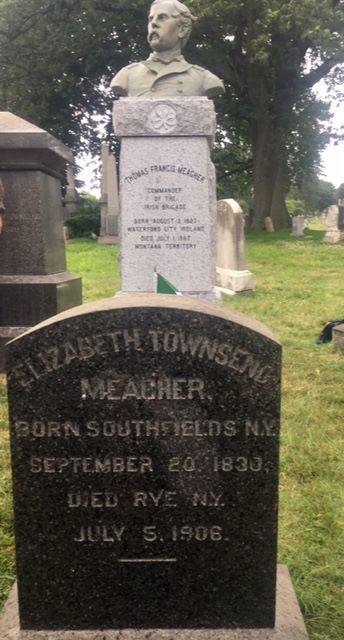 THOMAS FRANCIS MEAGHER
COMMANDER
OF THE
IRISH BRIGADE
BORN AUGUST 3, 1823
WATERFORD CITY IRELAND
DIED JULY 1 1867
MONTANA TERRITORY
ELIZABETH TOWNSEND
MEAGHER,
BORN SOUTHFIELDS N.Y.
SEPTEMBER 20, 1830,
DIED RYE N.Y.
JULY 5, 1906.